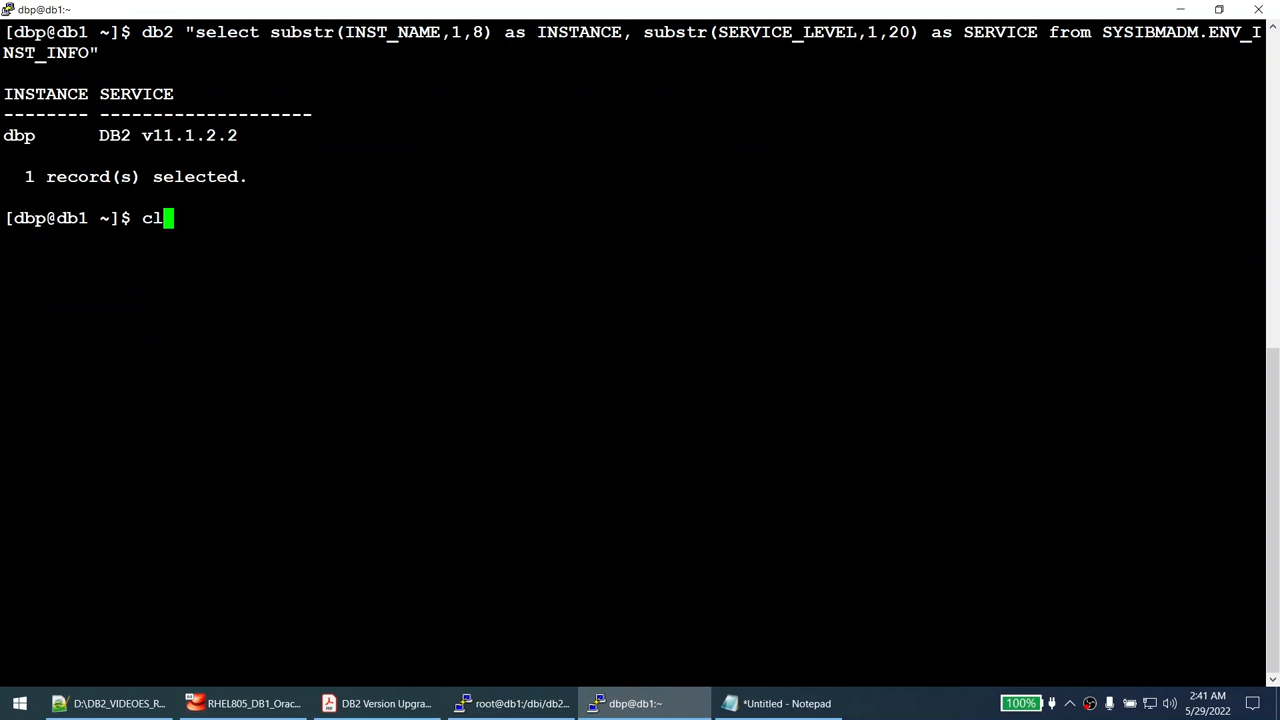 dbp@db1:~
[dbp@db1 ~]$ db2 "select substr(INST_NAME,1,8) as INSTANCE, substr(SERVICE_LEVEL,1,20) as SERVICE from SYSIBMADM.ENV_I
NST_INFO"
INSTANCE SERVICE
-------- --------------------
dbp      DB2 v11.1.2.2
1 record(s) selected.
[dbp@db1 ~]$ cl
D:\DB2_VIDEOES_R...
RHEL805_DB1_Orac...
DB2 Version Upgra...
root@db1:/dbi/db2...
dbp@db1:~
*Untitled - Notepad
100%
2:41 AM
5/29/2022